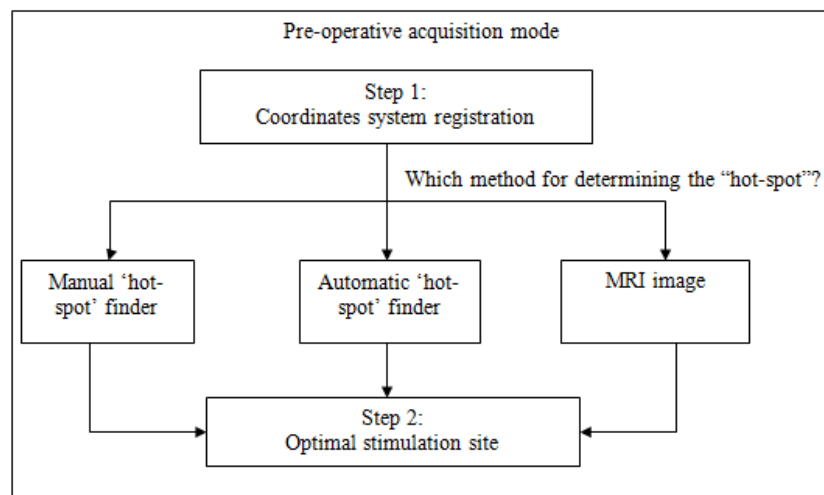 Pre-operative acquisition mode
Step 1:
Coordinates system registration
Which method for determining the “hot-spot”?
Manual ‘hot-
spot’ finder
Automatic ‘hot-
spot’ finder
MRI image
Step 2:
Optimal stimulation site